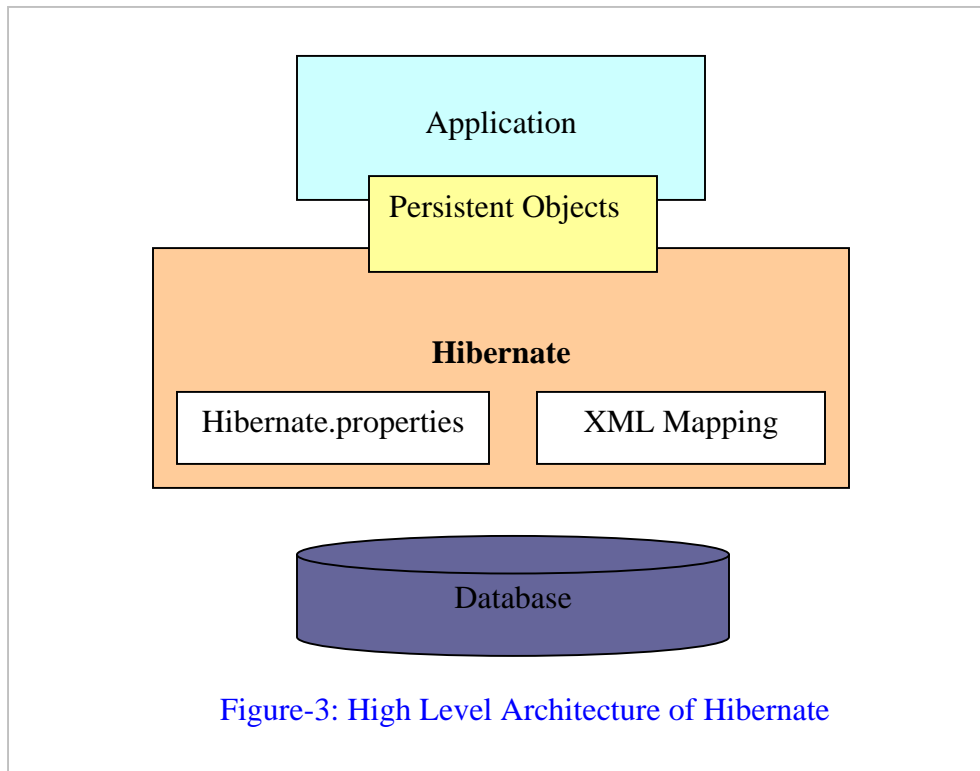 Application
Persistent Objects
Hibernate
Hibernate.properties
XML Mapping
Database
Figure-3: High Level Architecture of Hibernate